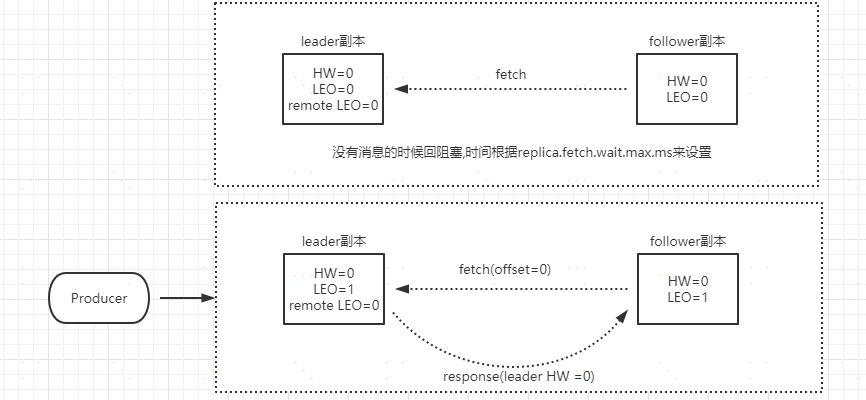 leader副本
follower副本
HW=0
LEO=0
remote LEO=0
fetch
HW=0
LEO=0
没有消息的时候回阻塞,时间根据replica.fetch.wait.max.ms来设置
leader副本
follower副本
Producer
HW=0
LEO=1
remote LEO=0
fetch(offset=0)
HW=0
LEO=1
response(leader HW =0)